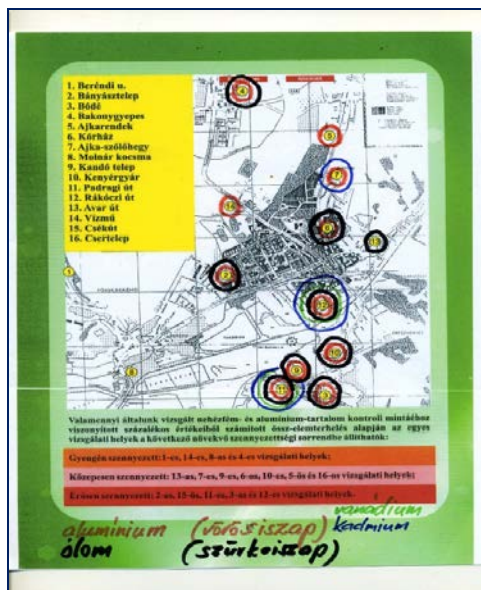 1. Beréndi u.
2. Bányásztelep
3. Bódé
4. Bakonygyepes
5. Ajkarendek
6. Kórház
7. Ajka-szőlőhegy
8. Molnár kocsma
9. Kandó telep
10. Kenyérgyár
11. Padragi út
12. Rákóczi út
13. Avar út
14. Vízmű
15. Csékút
16. Csertelep
Valamennyi általunk vizsgált nehézfém- és alumínium-tartalom kontroll mintához
viszonyított százalékos értékeiből számított össz-elemterhelés alapján az egyes
vizsgálati helyek a következő növekvő szennyezettségi sorrendbe állíthatók:
Gyengén szennyezett: 1-es, 14-es, 8-as és 4-es vizsgálati helyek;
Közepesen szennyezett: 13-as, 7-es, 9-es, 6-os, 10-es, 5-ös és 16-os vizsgálati helyek;
Erősen szennyezett: 2-es, 15-ös, 11-es, 3-as és 12-es vizsgálati helyek.
vanádium
alumínium (vörösiszap) kadmium
ólom (szürkeiszap)